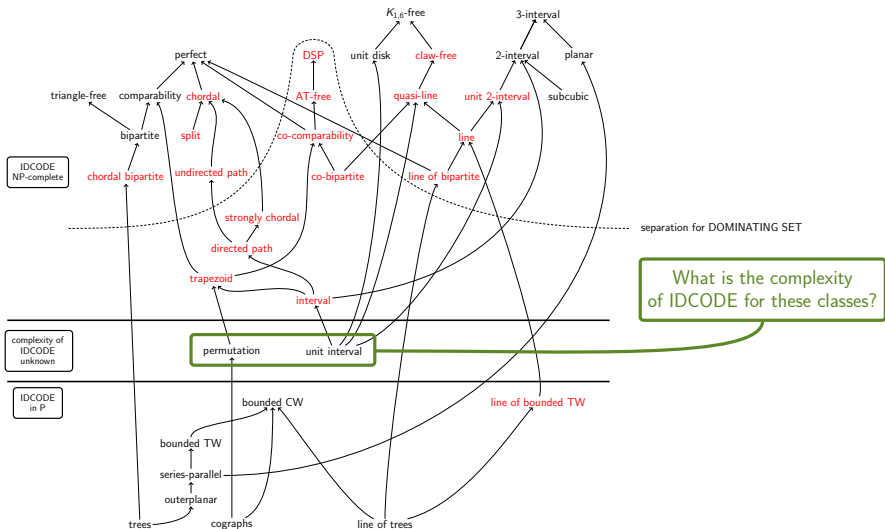 K1,6-free
3-interval
perfect
DSP
unit disk
claw-free
2-interval
planar
triangle-free
comparability
chordal
AT-free
quasi-line
unit 2-interval
subcubic
bipartite
split
co-comparability
line
IDCODE
NP-complete
chordal bipartite
undirected path
co-bipartite
line of bipartite
strongly chordal
separation for DOMINATING SET
directed path
trapezoid
interval
What is the complexity
of IDCODE for these classes?
complexity of
IDCODE
unknown
permutation
unit interval
IDCODE
in P
bounded CW
line of bounded TW
bounded TW
series-parallel
outerplanar
trees
cographs
line of trees